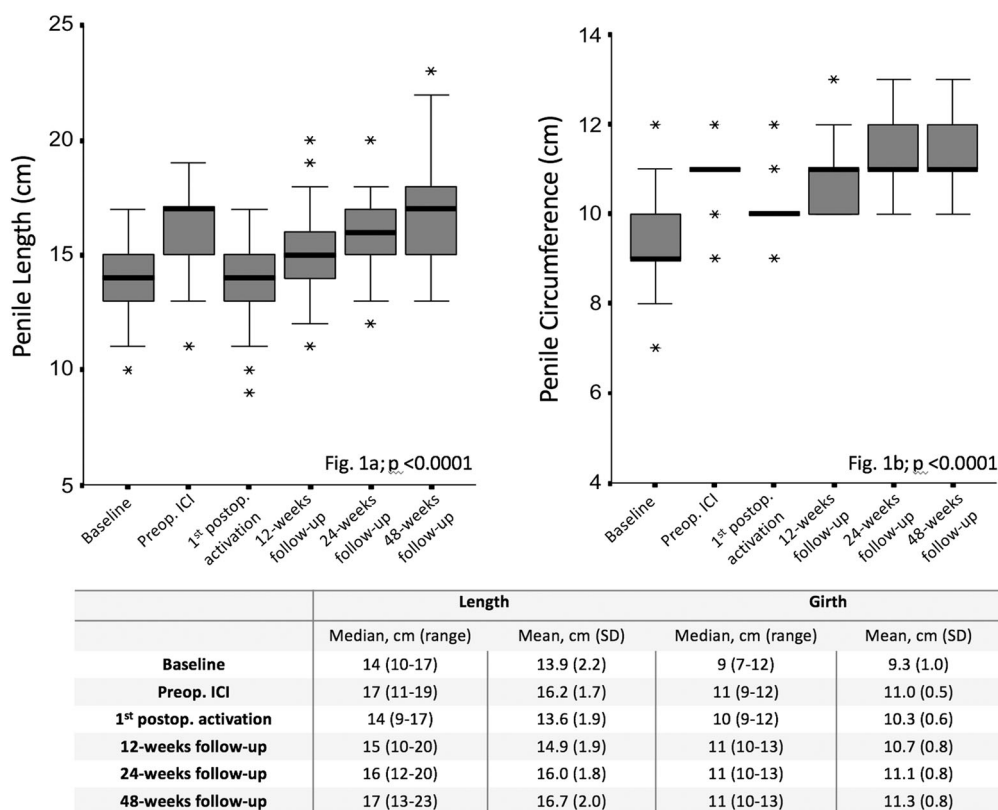 25
20
15
10
5
Penile Length (cm)
Fig. 1a; p <0.0001
Baseline
Preop. ICI
1st postop.
activation
12-weeks
follow-up
24-weeks
follow-up
48-weeks
follow-up
14
12
10
8
6
4
Penile Circumference (cm)
Fig. 1b; p <0.0001
Baseline
Preop. ICI
1st postop.
activation
12-weeks
follow-up
24-weeks
follow-up
48-weeks
follow-up
Length Girth
Median, cm (range) Mean, cm (SD) Median, cm (range) Mean, cm (SD)
Baseline 14 (10-17) 13.9 (2.2) 9 (7-12) 9.3 (1.0)
Preop. ICI 17 (11-19) 16.2 (1.7) 11 (9-12) 11.0 (0.5)
1st postop. activation 14 (9-17) 13.6 (1.9) 10 (9-12) 10.3 (0.6)
12-weeks follow-up 15 (10-20) 14.9 (1.9) 11 (10-13) 10.7 (0.8)
24-weeks follow-up 16 (12-20) 16.0 (1.8) 11 (10-13) 11.1 (0.8)
48-weeks follow-up 17 (13-23) 16.7 (2.0) 11 (10-13) 11.3 (0.8)